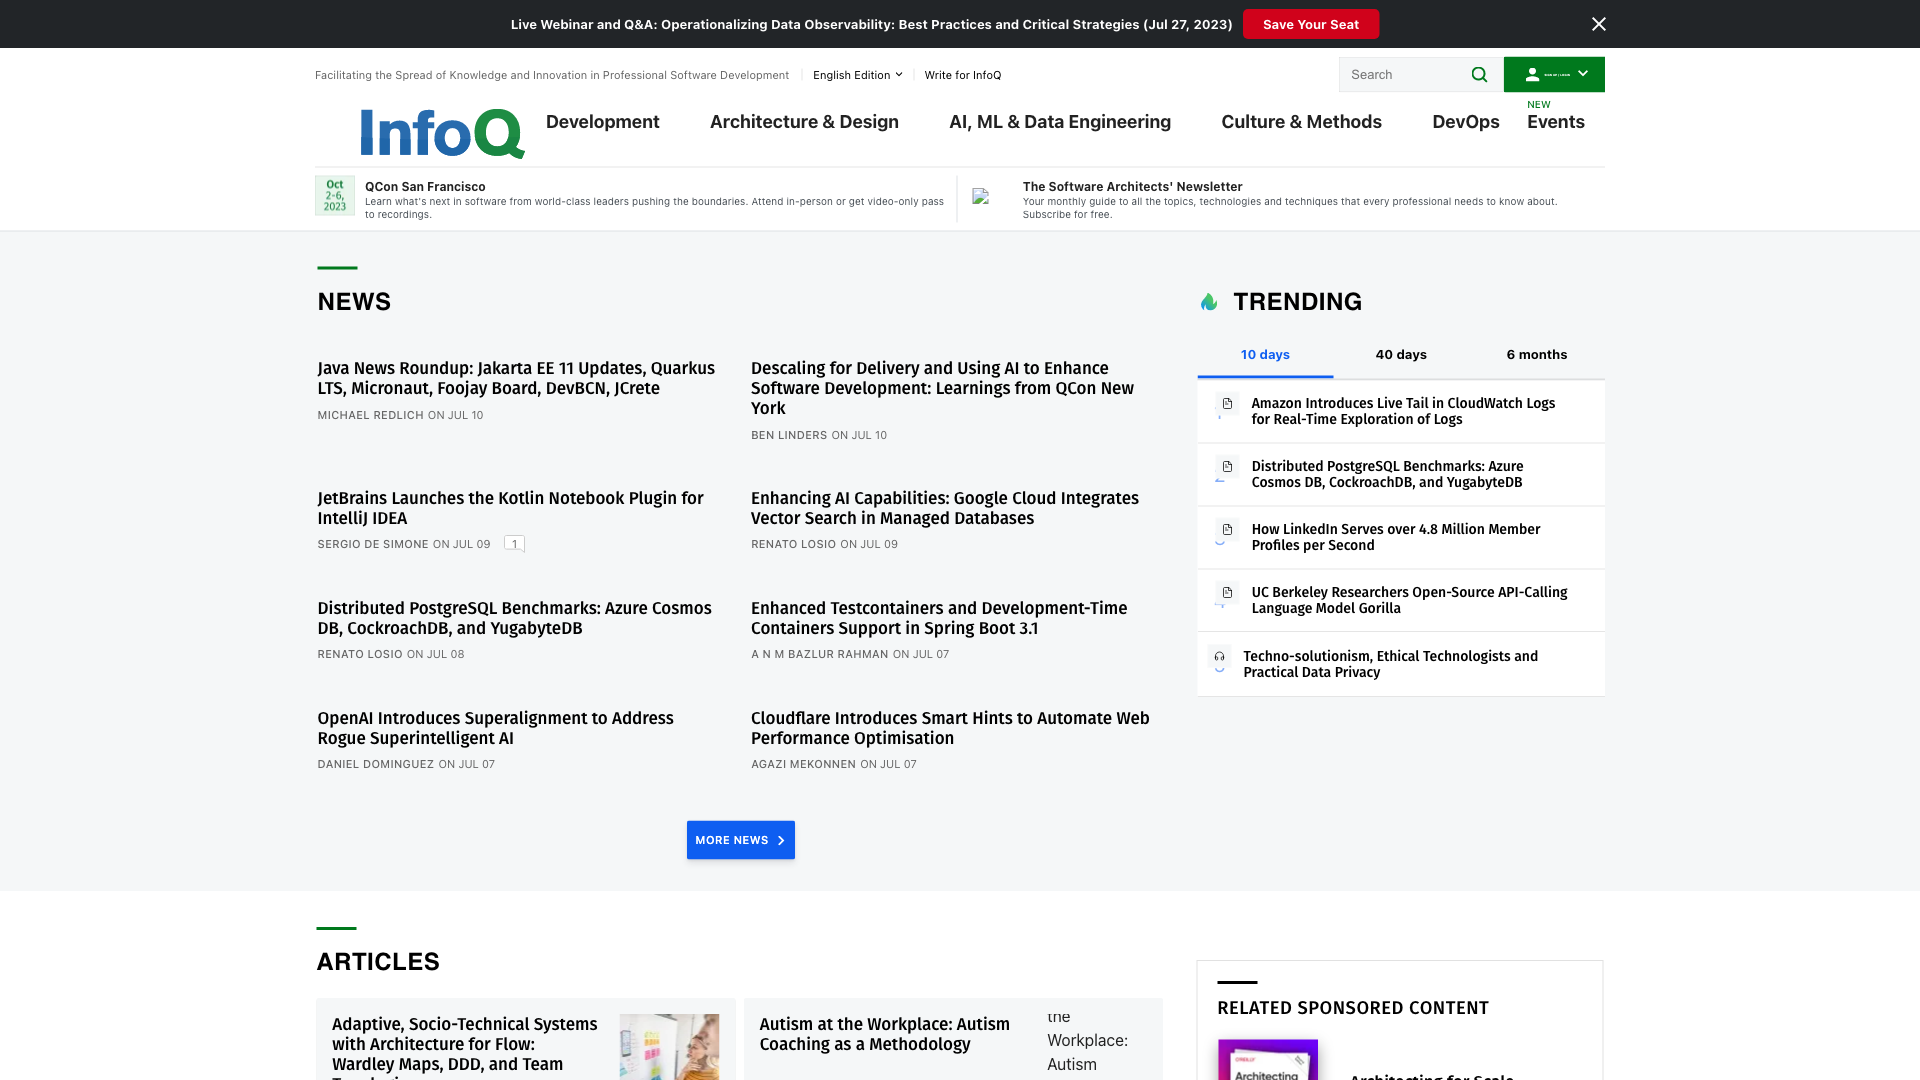 Live Webinar and Q&A: Operationalizing Data Observability: Best Practices and Critical Strategies (Jul 27, 2023) Save Your Seat
Facilitating the Spread of Knowledge and Innovation in Professional Software Development
English Edition
Write for InfoQ
Search
InfoQ
Development
Architecture & Design
AI, ML & Data Engineering
Culture & Methods
DevOps
NEW
Events
Oct
2-6,
2023
QCon San Francisco
Learn what's next in software from world-class leaders pushing the boundaries. Attend in-person or get video-only pass
to recordings.
The Software Architects' Newsletter
Your monthly guide to all the topics, technologies and techniques that every professional needs to know about.
Subscribe for free.
NEWS
Java News Roundup: Jakarta EE 11 Updates, Quarkus
LTS, Micronaut, Foojay Board, DevBCN, JCrete
MICHAEL REDLICH ON JUL 10
Descaling for Delivery and Using AI to Enhance
Software Development: Learnings from QCon New
York
BEN LINDERS ON JUL 10
JetBrains Launches the Kotlin Notebook Plugin for
IntelliJ IDEA
SERGIO DE SIMONE ON JUL 09 1
Enhancing AI Capabilities: Google Cloud Integrates
Vector Search in Managed Databases
RENATO LOSIO ON JUL 09
Distributed PostgreSQL Benchmarks: Azure Cosmos
DB, CockroachDB, and YugabyteDB
RENATO LOSIO ON JUL 08
Enhanced Testcontainers and Development-Time
Containers Support in Spring Boot 3.1
A N M BAZLUR RAHMAN ON JUL 07
OpenAI Introduces Superalignment to Address
Rogue Superintelligent AI
DANIEL DOMINGUEZ ON JUL 07
Cloudflare Introduces Smart Hints to Automate Web
Performance Optimisation
AGAZI MEKONNEN ON JUL 07
MORE NEWS
TRENDING
10 days
40 days
6 months
Amazon Introduces Live Tail in CloudWatch Logs
for Real-Time Exploration of Logs
Distributed PostgreSQL Benchmarks: Azure
Cosmos DB, CockroachDB, and YugabyteDB
How LinkedIn Serves over 4.8 Million Member
Profiles per Second
UC Berkeley Researchers Open-Source API-Calling
Language Model Gorilla
Techno-solutionism, Ethical Technologists and
Practical Data Privacy
ARTICLES
Adaptive, Socio-Technical Systems
with Architecture for Flow:
Wardley Maps, DDD, and Team
Autism at the Workplace: Autism
Coaching as a Methodology
the
Workplace:
Autism
RELATED SPONSORED CONTENT
O'REILLY
Architecting
Architecting for Scale